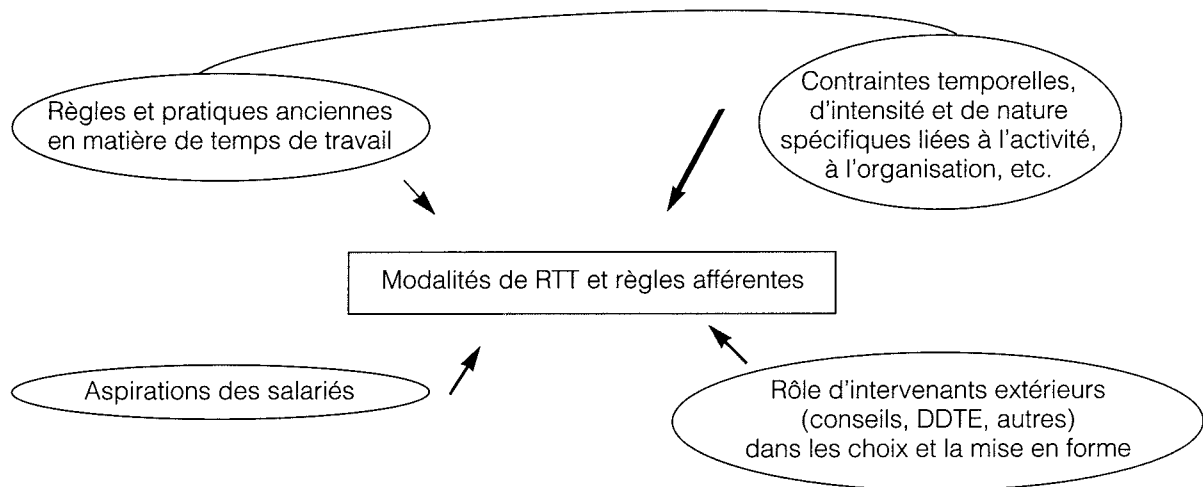 Règles et pratiques anciennes
en matière de temps de travail
Contraintes temporelles,
d'intensité et de nature
spécifiques liées à l'activité,
à l'organisation, etc.
Modalités de RTT et règles afférentes
Aspirations des salariés
Rôle d'intervenants extérieurs
(conseils, DDTE, autres)
dans les choix et la mise en forme